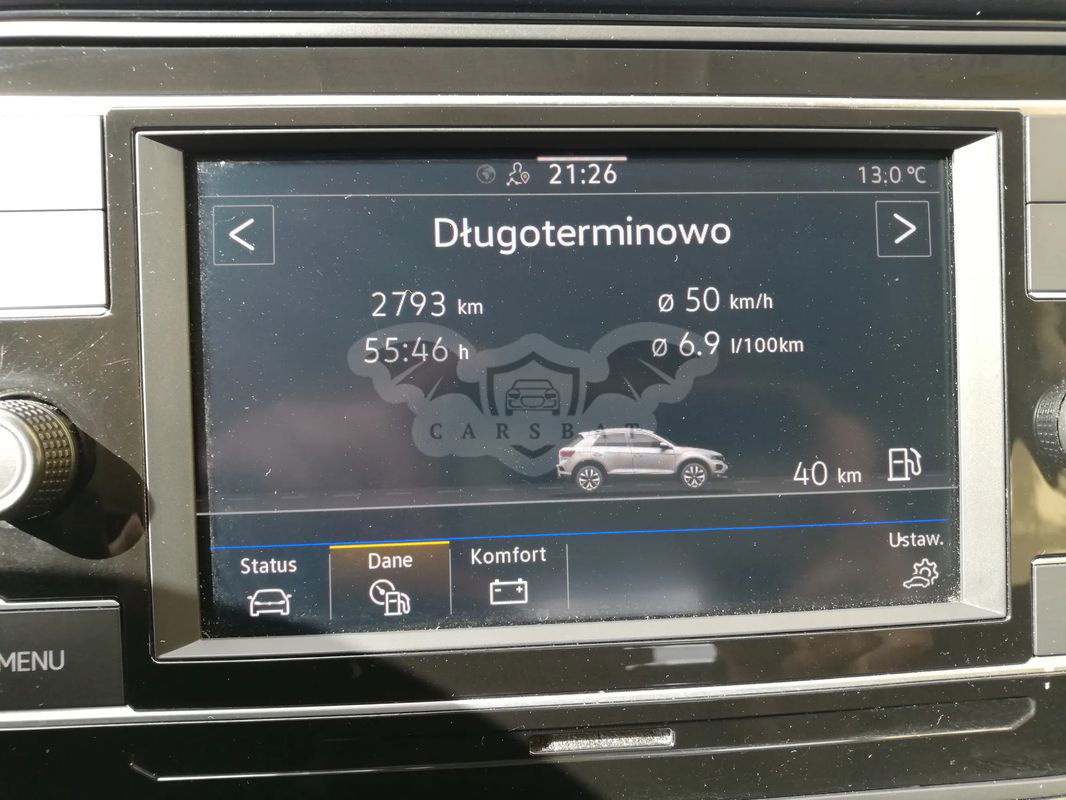 21:26
13.0 °C
<
Długoterminowo
>
2793 km
ø 50 km/h
55:46 h
ø 6.9 l/100km
CARSBAT
40 km
Status
Dane
Komfort
Ustaw.
MENU